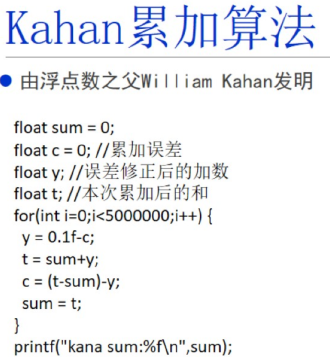 Kahan累加算法
由浮点数之父William Kahan发明
float sum = 0;
float c = 0; //累加误差
float y; //误差修正后的加数
float t; //本次累加后的和
for(int i=0;i<5000000;i++) {
y = 0.1f-c;
t = sum+y;
c = (t-sum)-y;
sum = t;
}
printf("kana sum:%f\n",sum);